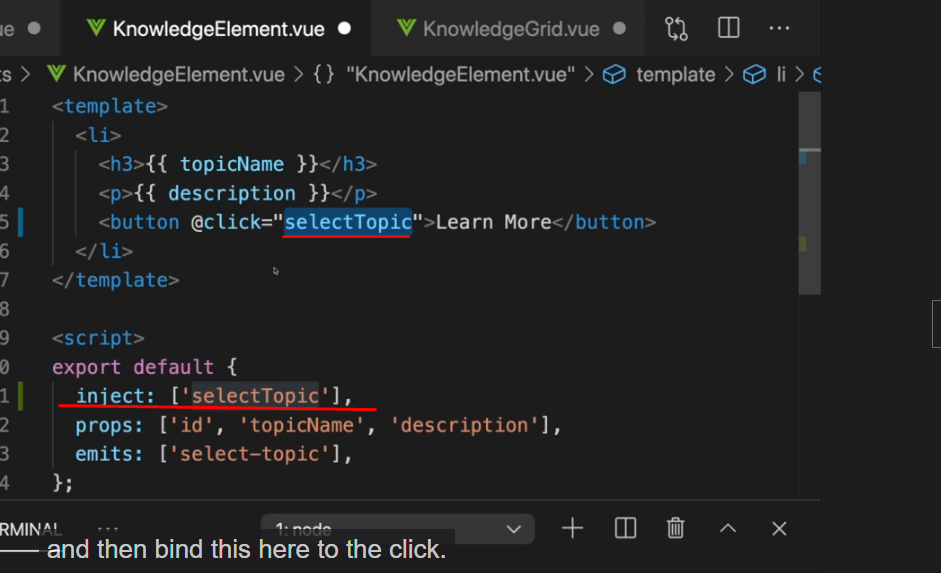 ue ● KnowledgeElement.vue ● KnowledgeGrid.vue ● ···
ts > KnowledgeElement.vue > {} "KnowledgeElement.vue" > template > li >
1 <template>
2 <li>
3 <h3>{{ topicName }}</h3>
4 <p>{{ description }}</p>
5 <button @click="selectTopic">Learn More</button>
6 </li>
7 </template>
8
9 <script>
0 export default {
1 inject: ['selectTopic'],
2 props: ['id', 'topicName', 'description'],
3 emits: ['select-topic'],
4 };
RMINAL ··· 1: node
and then bind this here to the click.